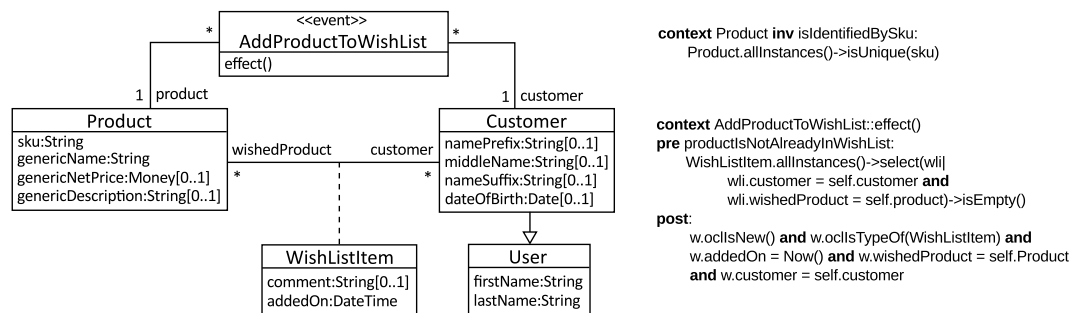 <<event>>
AddProductToWishList
effect()
*
*
1
product
1
customer
Product
sku:String
genericName:String
genericNetPrice:Money[0..1]
genericDescription:String[0..1]
wishedProduct
customer
*
*
Customer
namePrefix:String[0..1]
middleName:String[0..1]
nameSuffix:String[0..1]
dateOfBirth:Date[0..1]
WishListItem
comment:String[0..1]
addedOn:DateTime
User
firstName:String
lastName:String
context Product inv isIdentifiedBySku:
Product.allInstances()->isUnique(sku)
context AddProductToWishList::effect()
pre productIsNotAlreadyInWishList:
WishListItem.allInstances()->select(wli|
wli.customer = self.customer and
wli.wishedProduct = self.product)->isEmpty()
post:
w.oclIsNew() and w.oclIsTypeOf(WishListItem) and
w.addedOn = Now() and w.wishedProduct = self.Product
and w.customer = self.customer